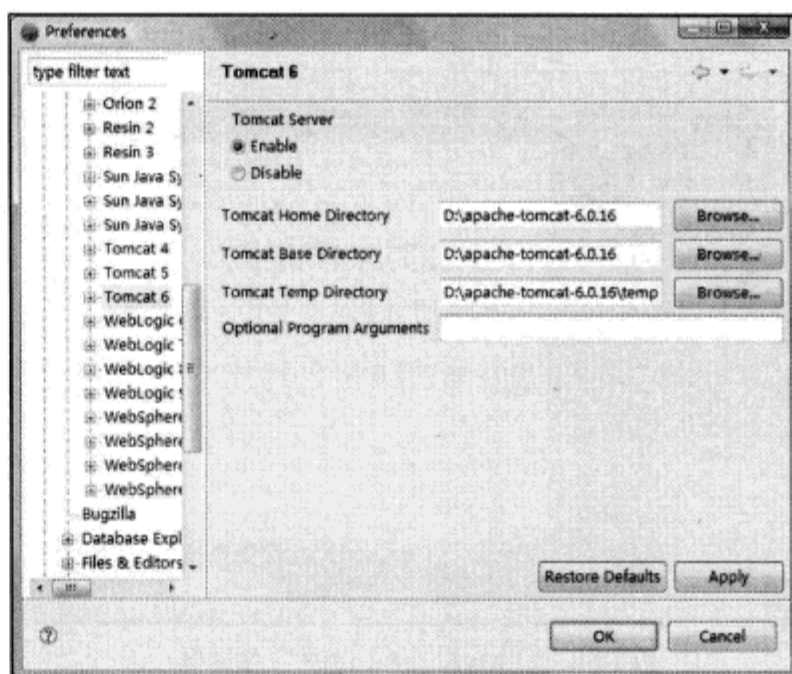 Preferences
type filter text
Orion 2
Resin 2
Resin 3
Sun Java Sy
Sun Java Sy
Sun Java Sy
Tomcat 4
Tomcat 5
Tomcat 6
WebLogic
WebLogic
WebLogic
WebLogic
WebSphere
WebSphere
WebSphere
WebSphere
Bugzilla
Database Expl
Files & Editors
Tomcat 6
Tomcat Server
Enable
Disable
Tomcat Home Directory D:\apache-tomcat-6.0.16 Browse...
Tomcat Base Directory D:\apache-tomcat-6.0.16 Browse...
Tomcat Temp Directory D:\apache-tomcat-6.0.16\temp Browse...
Optional Program Arguments
Restore Defaults Apply
OK Cancel